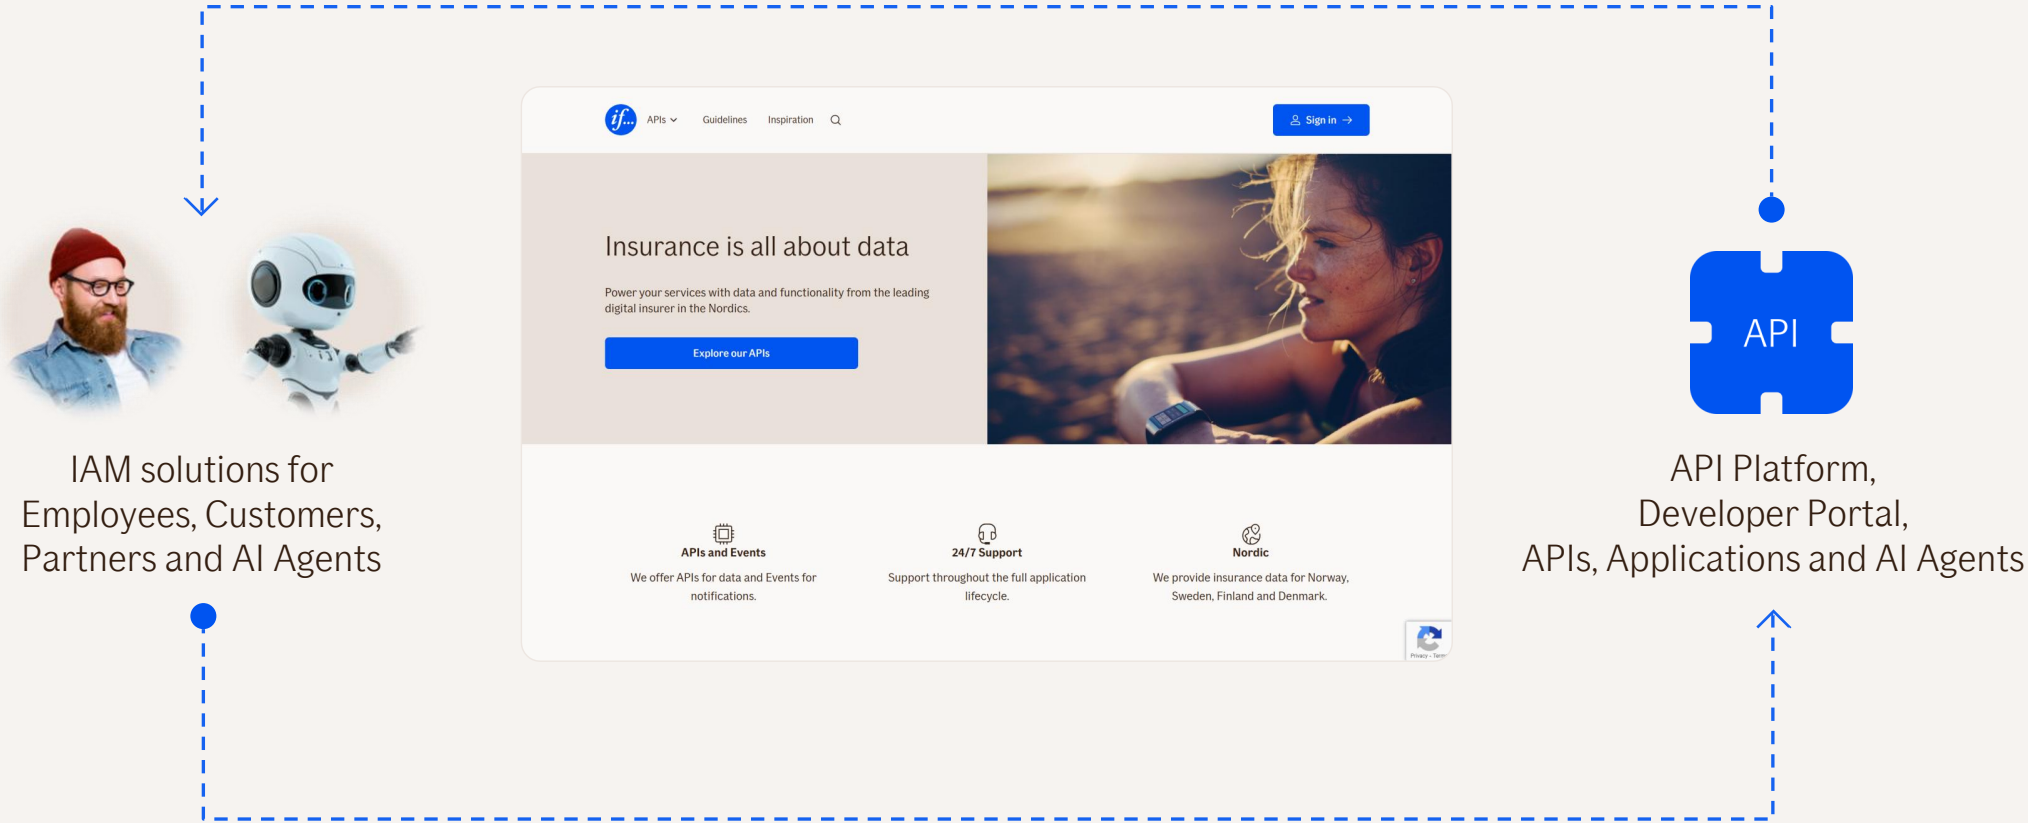 if...
APIs
Guidelines
Inspiration
Sign in
Insurance is all about data
Power your services with data and functionality from the leading
digital insurer in the Nordics.
Explore our APIs
APIs and Events
We offer APIs for data and Events for
notifications.
24/7 Support
Support throughout the full application
lifecycle.
Nordic
We provide insurance data for Norway,
Sweden, Finland and Denmark.
Privacy -
IAM solutions for
Employees, Customers,
Partners and AI Agents
API
API Platform,
Developer Portal,
APIs, Applications and AI Agents